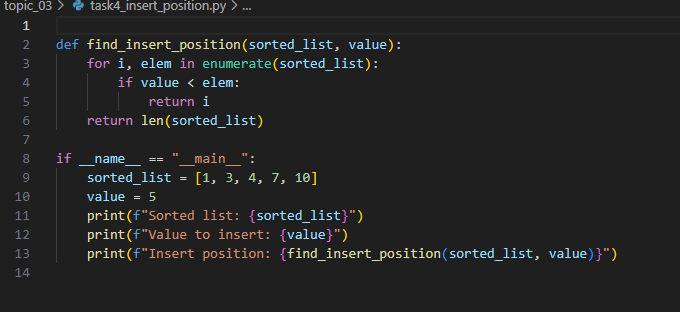 topic_03 > task4_insert_position.py > ...
1
2 def find_insert_position(sorted_list, value):
3     for i, elem in enumerate(sorted_list):
4         if value < elem:
5             return i
6     return len(sorted_list)
7
8 if __name__ == "__main__":
9     sorted_list = [1, 3, 4, 7, 10]
10     value = 5
11     print(f"Sorted list: {sorted_list}")
12     print(f"Value to insert: {value}")
13     print(f"Insert position: {find_insert_position(sorted_list, value)}")
14